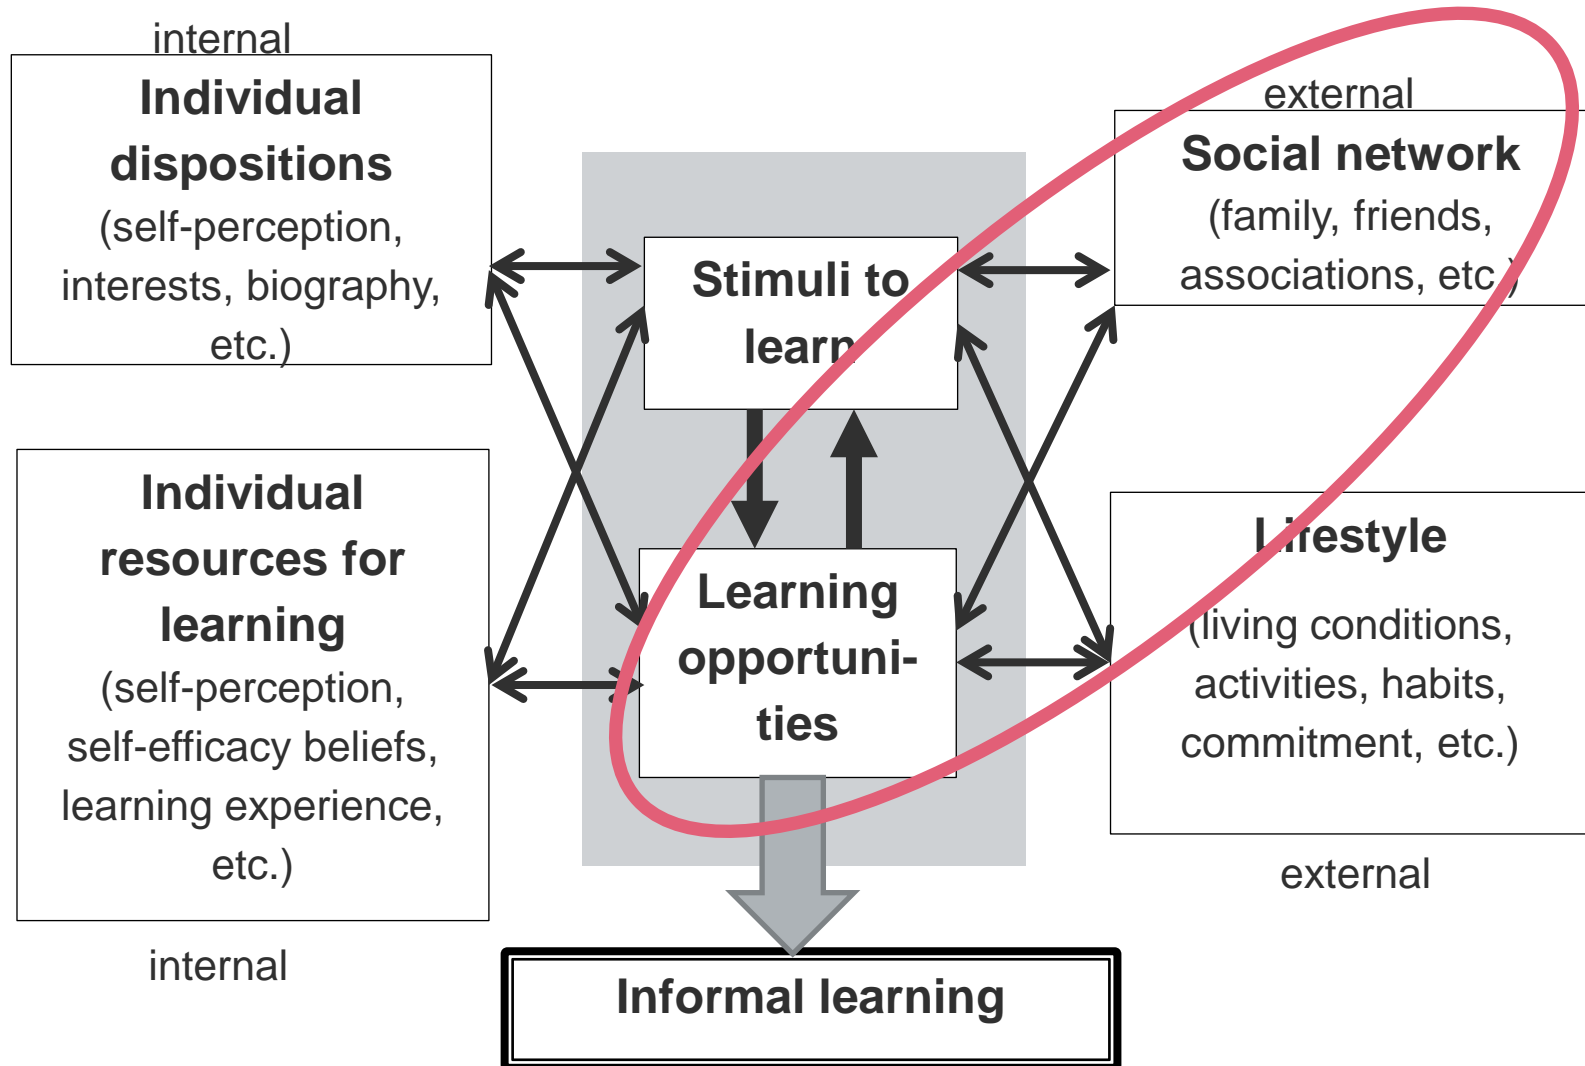 internal
Individual
dispositions
(self-perception,
interests, biography,
etc.)
Individual
resources for
learning
(self-perception,
self-efficacy beliefs,
learning experience,
etc.)
internal
Stimuli to
learn
Learning
opportuni-
ties
Informal learning
external
Social network
(family, friends,
associations, etc.)
Lifestyle
(living conditions,
activities, habits,
commitment, etc.)
external